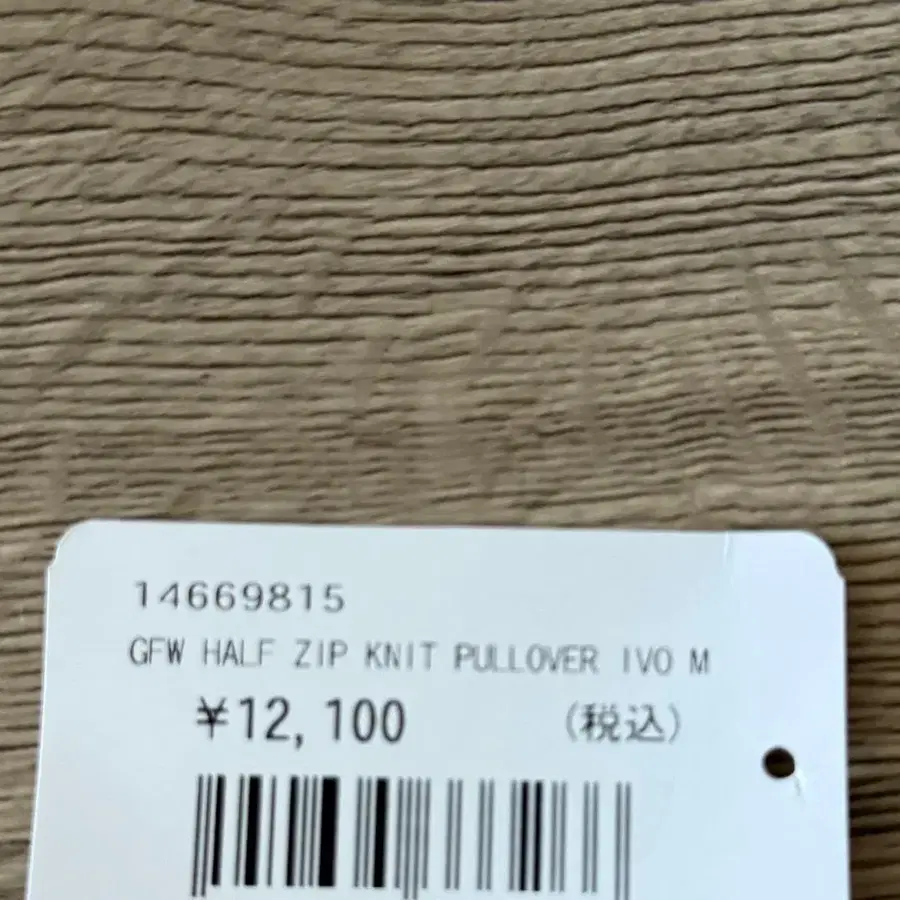 14669815
GFW HALF ZIP KNIT PULLOVER IVO M
¥12,100 (税込)